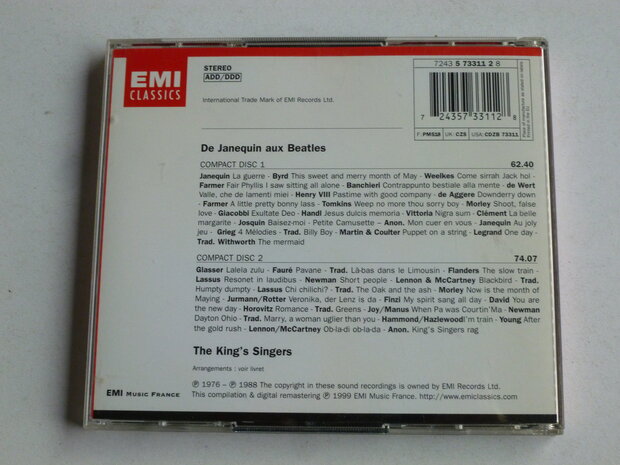 EMI
CLASSICS
STEREO
ADD/DDD
International Trade Mark of EMI Records Ltd.
7243 5 73311 2 8
7 24357 33112 8
F: PM518 UK: CZS USA: CDZB 73311
De Janequin aux Beatles
COMPACT DISC 1 62.40
Janequin La guerre - Byrd This sweet and merry month of May - Weelkes Come sirrah Jack ho! -
Farmer Fair Phyllis I saw sitting all alone - Banchieri Contrappunto bestiale alla mente - de Wert
Valle, che de lamenti miei - Henry VIII Pastime with good company - de Aggere Downderry down
- Farmer A little pretty bonny lass - Tomkins Weep no more thou sorry boy - Morley Shoot, false
love - Giacobbi Exultate Deo - Handl Jesus dulcis memoria - Vittoria Nigra sum - Clément La belle
margarite - Josquin Baisez-moi - Petite Camusette – Anon. Mon cuer en vous - Janequin Au joly
jeu - Grieg 4 Mélodies - Trad. Billy Boy - Martin & Coulter Puppet on a string - Legrand One day -
Trad. Withworth The mermaid
COMPACT DISC 2 74.07
Glasser Lalela zulu - Fauré Pavane - Trad. Là-bas dans le Limousin - Flanders The slow train -
Lassus Resonet in laudibus - Newman Short people - Lennon & McCartney Blackbird - Trad.
Humpty dumpty - Lassus Chi chilichi? - Trad. The Oak and the ash - Morley Now is the month of
Maying - Jurmann/Rotter Veronika, der Lenz is da - Finzi My spirit sang all day - David You are
the new day - Horovitz Romance - Trad. Greens - Joy/Manus When Pa was Courtin'Ma - Newman
Dayton Ohio - Trad. Marry, a woman uglier than you - Hammond/Hazlewood I'm train - Young After
the gold rush - Lennon/McCartney Ob-la-di ob-la-da - Anon. King's Singers rag
The King's Singers
Arrangements : voir livret
EMI MUSIC FRANCE
℗ 1976 – ℗ 1988 The copyright in these sound recordings is owned by EMI Records Ltd.
This compilation & digital remastering ℗ 1999 EMI Music France. http://www.emiclassics.com